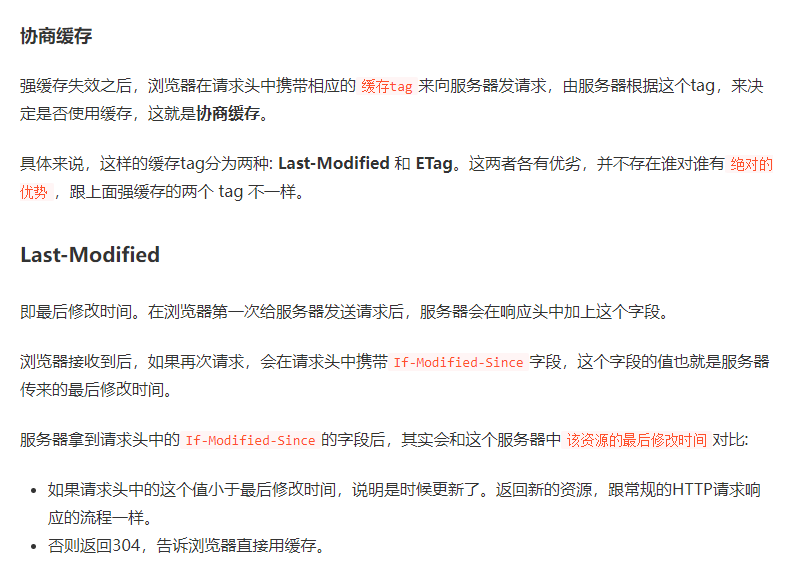 协商缓存
强缓存失效之后，浏览器在请求头中携带相应的 缓存tag 来向服务器发请求，由服务器根据这个tag，来决
定是否使用缓存，这就是协商缓存。
具体来说，这样的缓存tag分为两种: Last-Modified 和 ETag。这两者各有优劣，并不存在谁对谁有 绝对的
优势 ，跟上面强缓存的两个 tag 不一样。
Last-Modified
即最后修改时间。在浏览器第一次给服务器发送请求后，服务器会在响应头中加上这个字段。
浏览器接收到后，如果再次请求，会在请求头中携带 If-Modified-Since 字段，这个字段的值也就是服务器
传来的最后修改时间。
服务器拿到请求头中的 If-Modified-Since 的字段后，其实会和这个服务器中 该资源的最后修改时间 对比:
• 如果请求头中的这个值小于最后修改时间，说明是时候更新了。返回新的资源，跟常规的HTTP请求响
应的流程一样。
• 否则返回304，告诉浏览器直接用缓存。